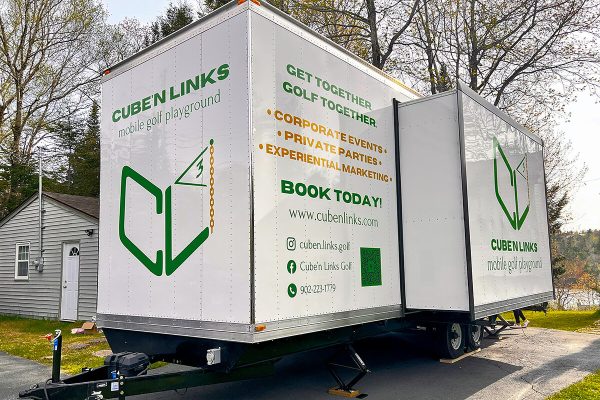 CUBE'N LINKS
mobile golf playground
3
GET TOGETHER
GOLF TOGETHER
• CORPORATE EVENTS •
• PRIVATE PARTIES •
• EXPERIENTIAL MARKETING •
BOOK TODAY!
www.cubenlinks.com
cuben.links.golf
Cube'n Links Golf
902-223-1779
CUBE'N LINKS
mobile golf playground